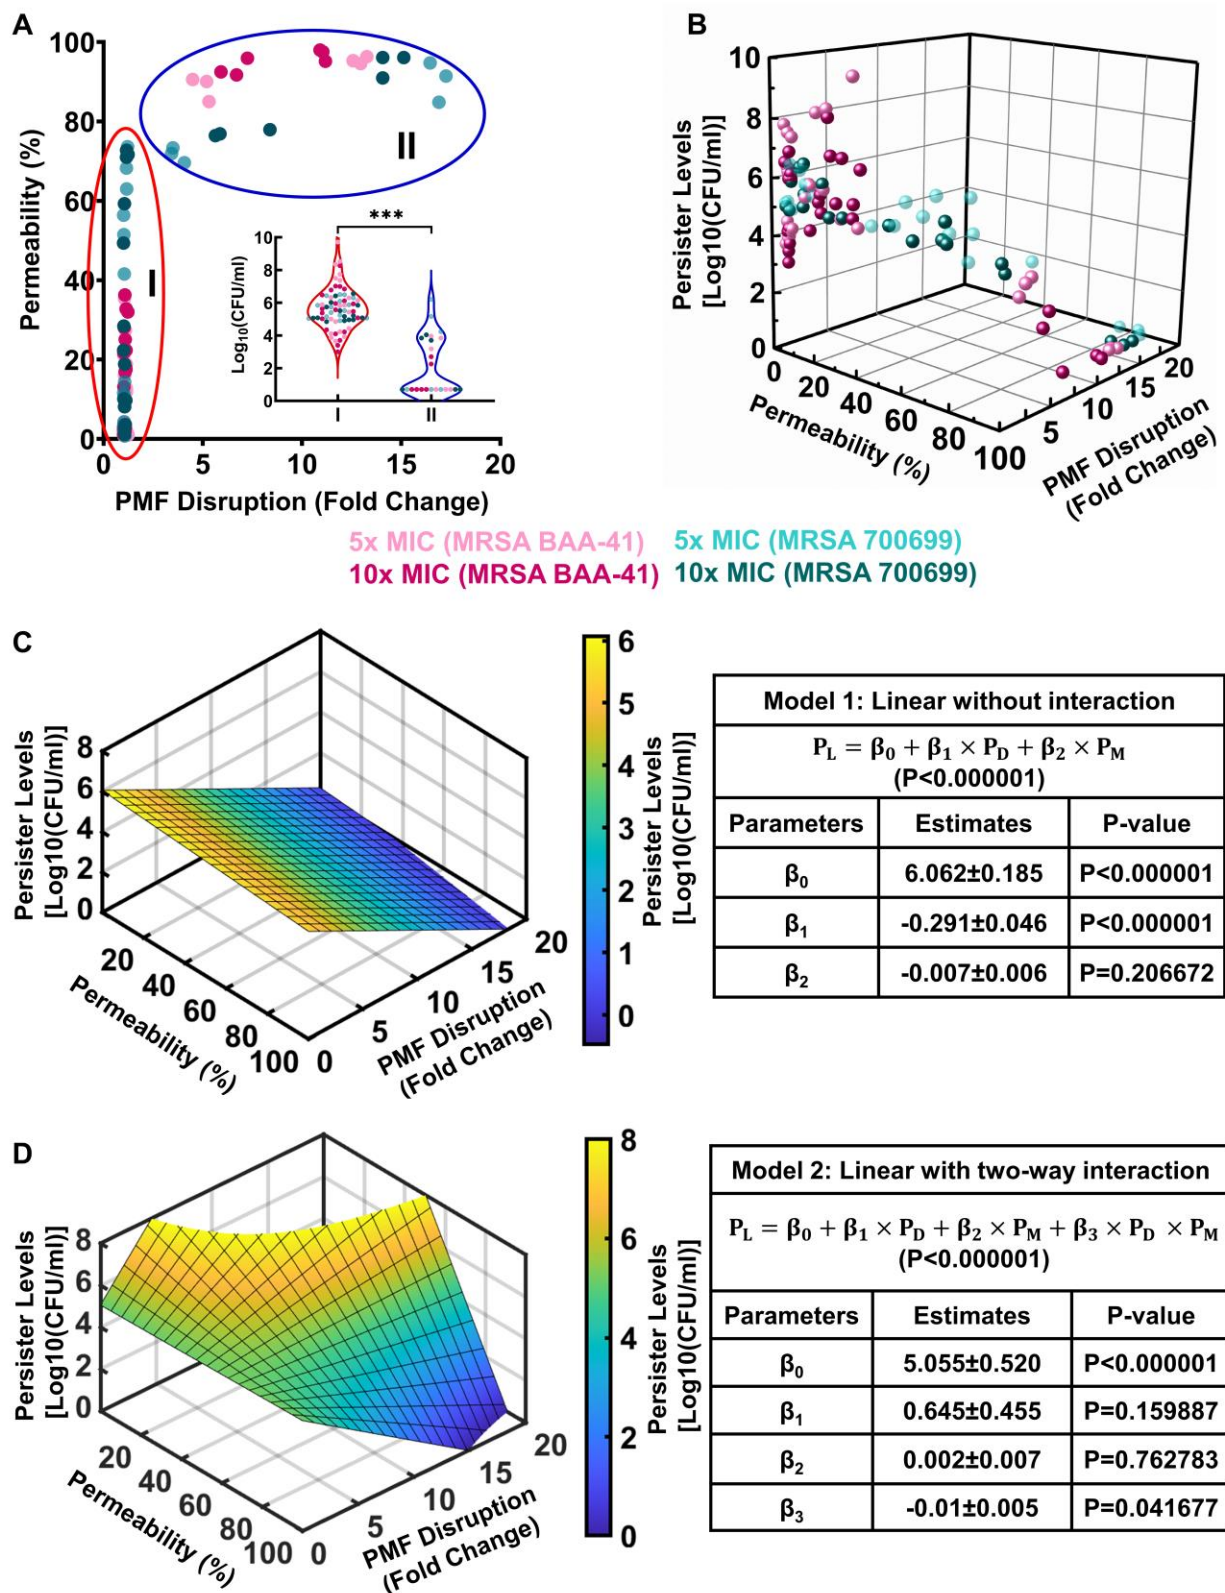 A
Permeability (%)
100
80
60
40
20
0
0 5 10 15 20
PMF Disruption (Fold Change)
I
II
***
Log10(CFU/ml)
10
8
6
4
2
0
I II
B
Persister Levels
[Log10(CFU/ml)]
10
8
6
4
2
0
0 20 40 60 80 100
Permeability (%)
5 10 15 20
PMF Disruption
(Fold Change)
5x MIC (MRSA BAA-41) 5x MIC (MRSA 700699)
10x MIC (MRSA BAA-41) 10x MIC (MRSA 700699)
C
Persister Levels
[Log10(CFU/ml)]
8
6
4
2
0
20 40 60 80 100
Permeability (%)
0 5 10 15 20
PMF Disruption
(Fold Change)
Persister Levels
[Log10(CFU/ml)]
6
5
4
3
2
1
0
Model 1: Linear without interaction
P_L = β₀ + β₁ × P_D + β₂ × P_M
(P<0.000001)
Parameters Estimates P-value
β₀ 6.062±0.185 P<0.000001
β₁ -0.291±0.046 P<0.000001
β₂ -0.007±0.006 P=0.206672
D
Persister Levels
[Log10(CFU/ml)]
8
6
4
2
0
20 40 60 80 100
Permeability (%)
0 5 10 15 20
PMF Disruption
(Fold Change)
Persister Levels
[Log10(CFU/ml)]
8
6
4
2
0
Model 2: Linear with two-way interaction
P_L = β₀ + β₁ × P_D + β₂ × P_M + β₃ × P_D × P_M
(P<0.000001)
Parameters Estimates P-value
β₀ 5.055±0.520 P<0.000001
β₁ 0.645±0.455 P=0.159887
β₂ 0.002±0.007 P=0.762783
β₃ -0.01±0.005 P=0.041677